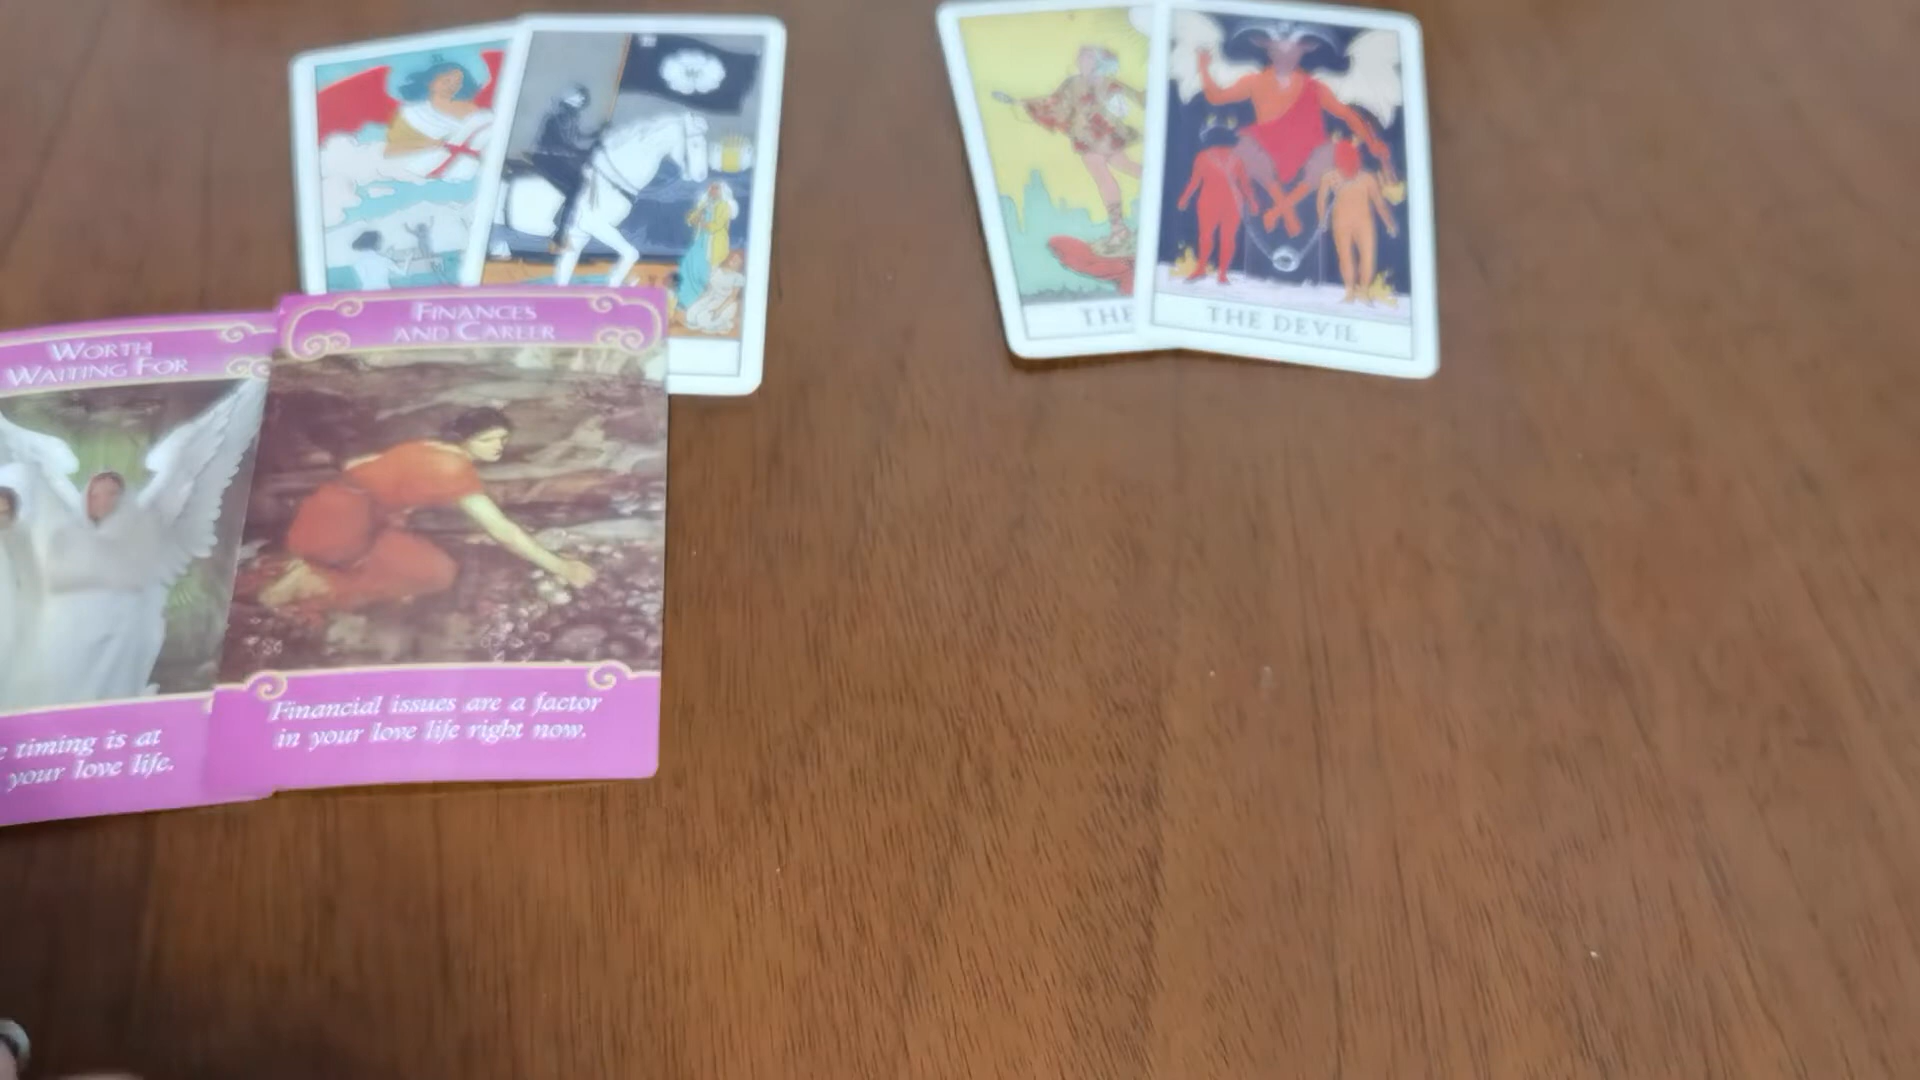 THE
THE DEVIL
WORTH
WAITING FOR
timing is at
your love life.
FINANCES
AND CAREER
Financial issues are a factor
in your love life right now.